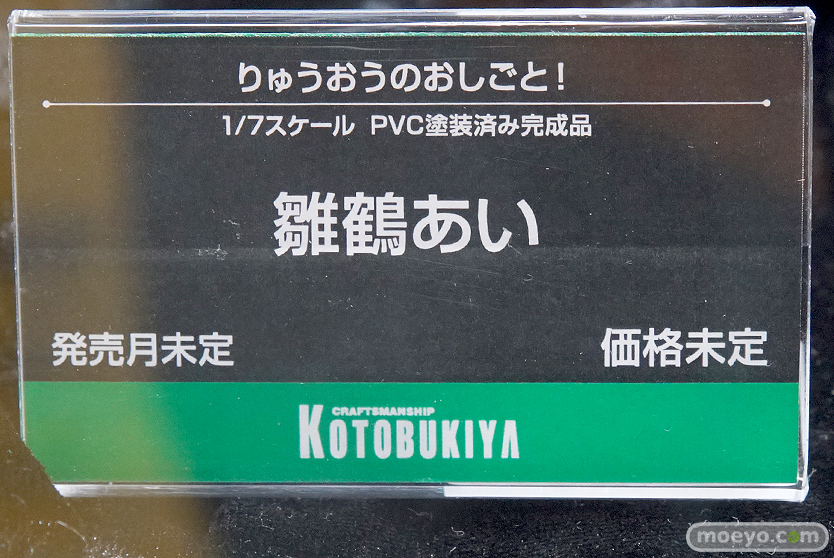 りゅうおうのおしごと!
1/7スケール PVC塗装済み完成品
雛鶴あい
発売月未定 価格未定
CRAFTSMANSHIP
KOTOBUKIYA
moeyo.com